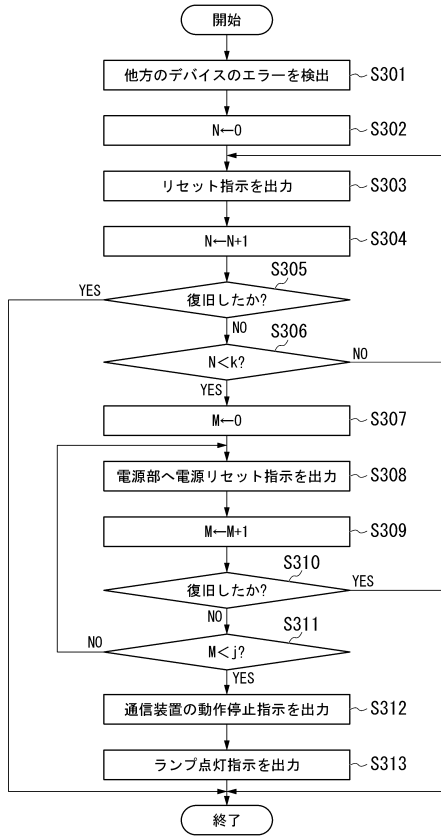 開始
他方のデバイスのエラーを検出
S301
N←0
S302
リセット指示を出力
S303
N←N+1
S304
S305
YES
復旧したか?
NO
S306
N<k?
NO
YES
M←0
S307
電源部へ電源リセット指示を出力
S308
M←M+1
S309
S310
復旧したか?
YES
NO
S311
NO
M<j?
YES
通信装置の動作停止指示を出力
S312
ランプ点灯指示を出力
S313
終了